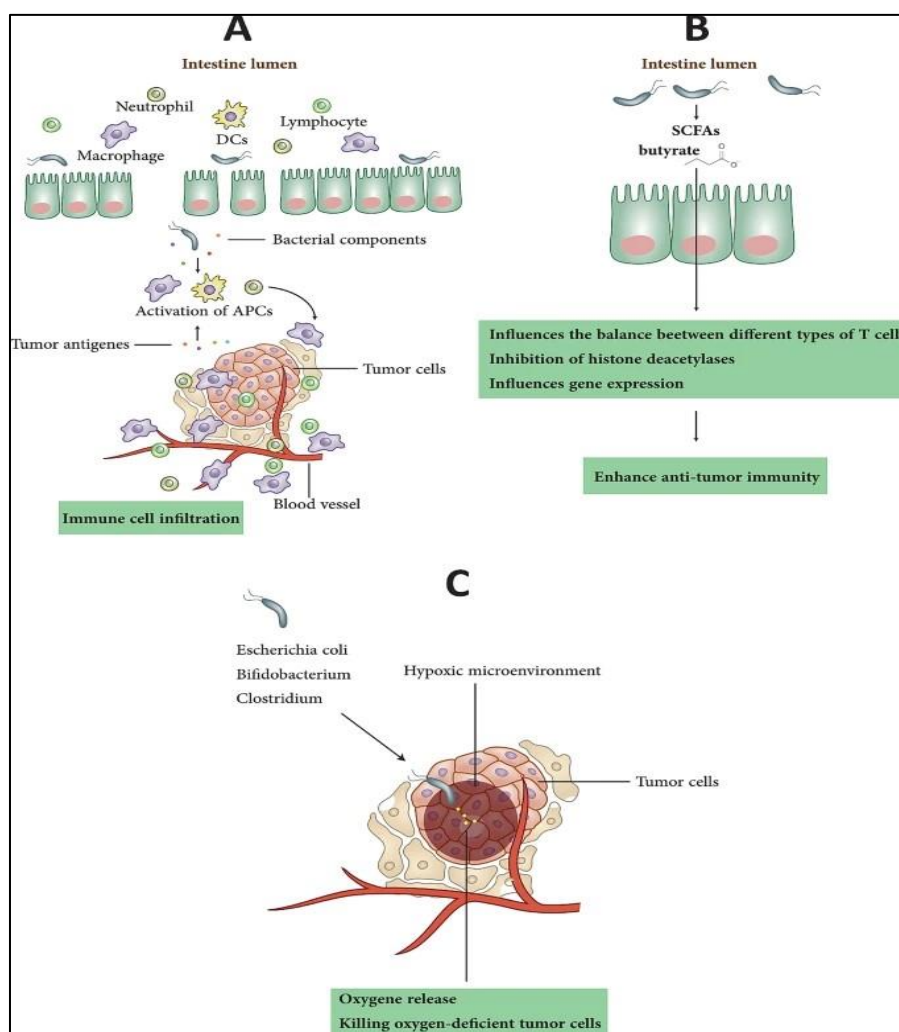 A
Intestine lumen
Neutrophil
Lymphocyte
DCs
Macrophage
Bacterial components
Activation of APCs
Tumor antigenes
Tumor cells
Blood vessel
Immune cell infiltration
B
Intestine lumen
SCFAs
butyrate
O
O
Influences the balance beetween different types of T cell
Inhibition of histone deacetylases
Influences gene expression
Enhance anti-tumor immunity
C
Escherichia coli
Bifidobacterium
Clostridium
Hypoxic microenvironment
Tumor cells
Oxygene release
Killing oxygen-deficient tumor cells